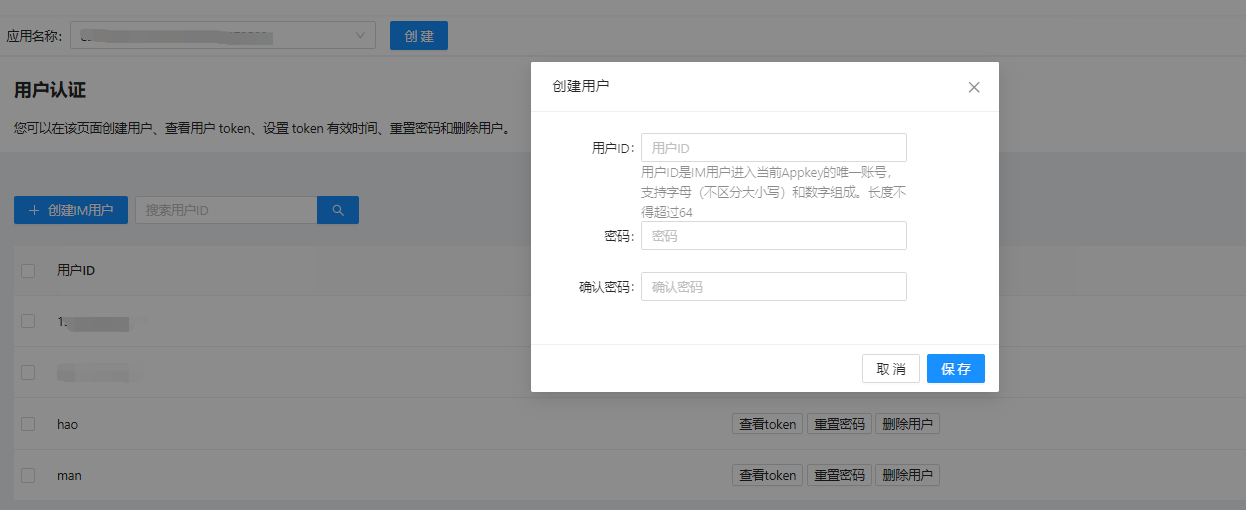 应用名称：
创 建
用户认证
您可以在该页面创建用户、查看用户 token、设置 token 有效时间、重置密码和删除用户。
创建IM用户
搜索用户ID
用户ID
1.
hao
查看token 重置密码 删除用户
man
查看token 重置密码 删除用户
创建用户
用户ID： 用户ID
用户ID是IM用户进入当前Appkey的唯一账号，
支持字母（不区分大小写）和数字组成。长度不
得超过64
密码： 密码
确认密码： 确认密码
取 消 保 存